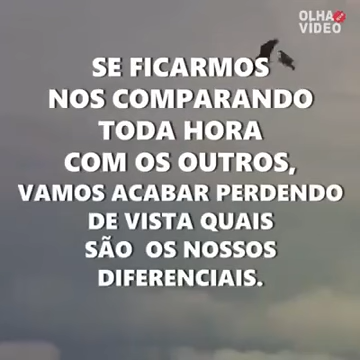 OLHA
VIDEO
SE FICARMOS
NOS COMPARANDO
TODA HORA
COM OS OUTROS,
VAMOS ACABAR PERDENDO
DE VISTA QUAIS
SÃO OS NOSSOS
DIFERENCIAIS.